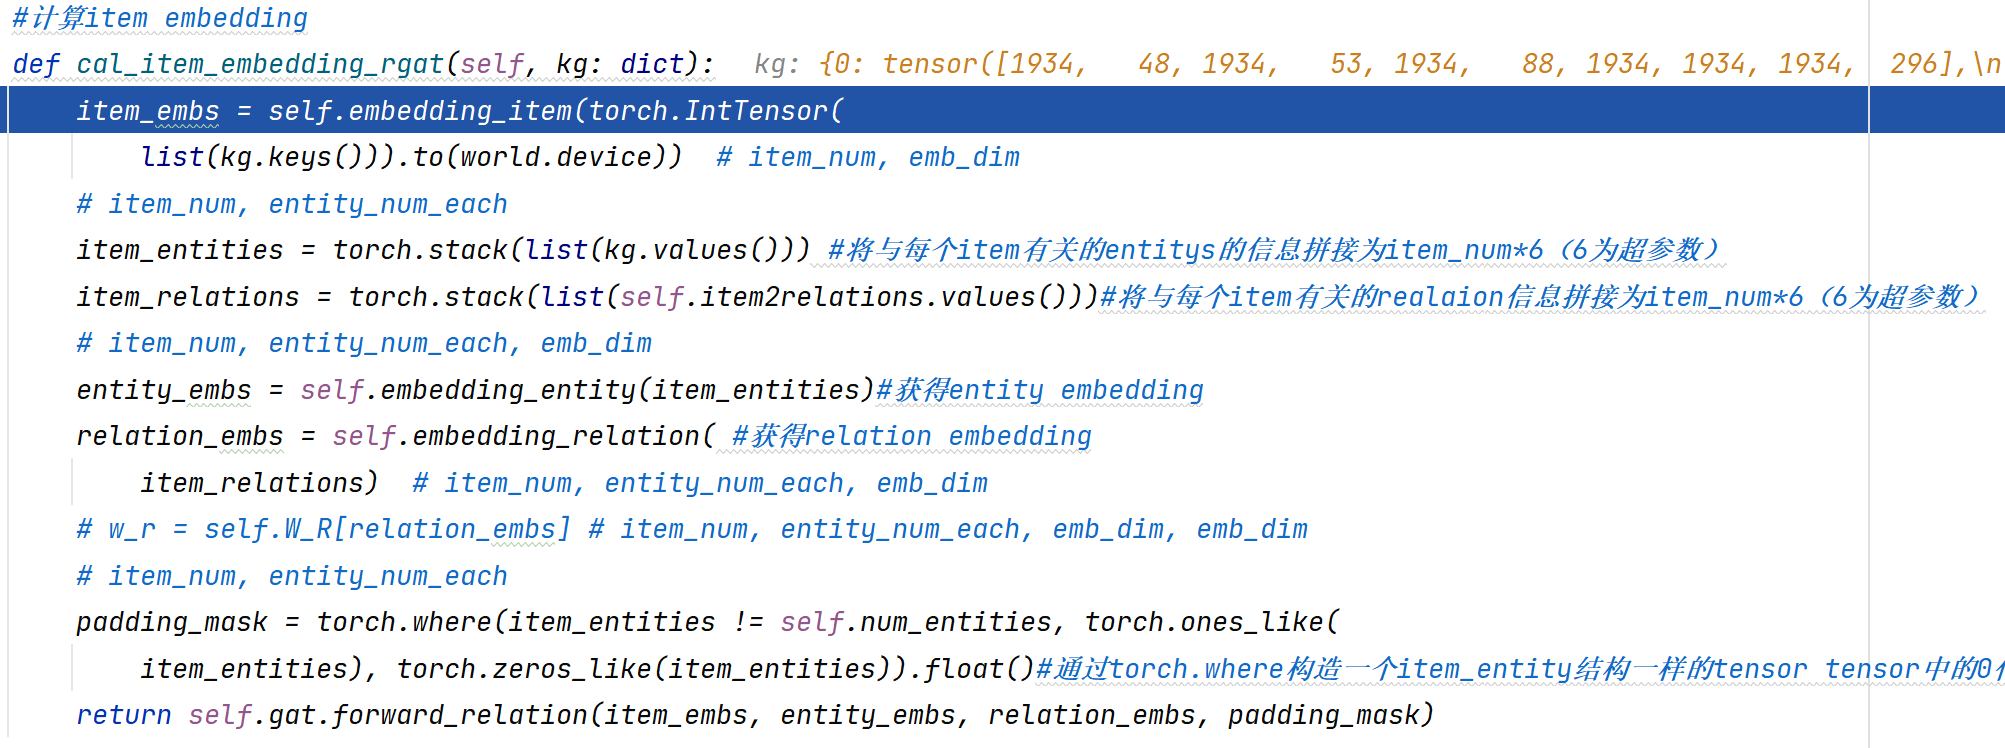 #计算item embedding
def cal_item_embedding_rgat(self, kg: dict):   kg: {0: tensor([1934,   48, 1934,   53, 1934,   88, 1934, 1934, 1934,  296],\n
item_embs = self.embedding_item(torch.IntTensor(
list(kg.keys())).to(world.device))  # item_num, emb_dim
# item_num, entity_num_each
item_entities = torch.stack(list(kg.values())) #将与每个item有关的entitys的信息拼接为item_num*6（6为超参数）
item_relations = torch.stack(list(self.item2relations.values()))#将与每个item有关的realaion信息拼接为item_num*6（6为超参数）
# item_num, entity_num_each, emb_dim
entity_embs = self.embedding_entity(item_entities)#获得entity embedding
relation_embs = self.embedding_relation( #获得relation embedding
item_relations)  # item_num, entity_num_each, emb_dim
# w_r = self.W_R[relation_embs] # item_num, entity_num_each, emb_dim, emb_dim
# item_num, entity_num_each
padding_mask = torch.where(item_entities != self.num_entities, torch.ones_like(
item_entities), torch.zeros_like(item_entities)).float()#通过torch.where构造一个item_entity结构一样的tensor tensor中的0
return self.gat.forward_relation(item_embs, entity_embs, relation_embs, padding_mask)